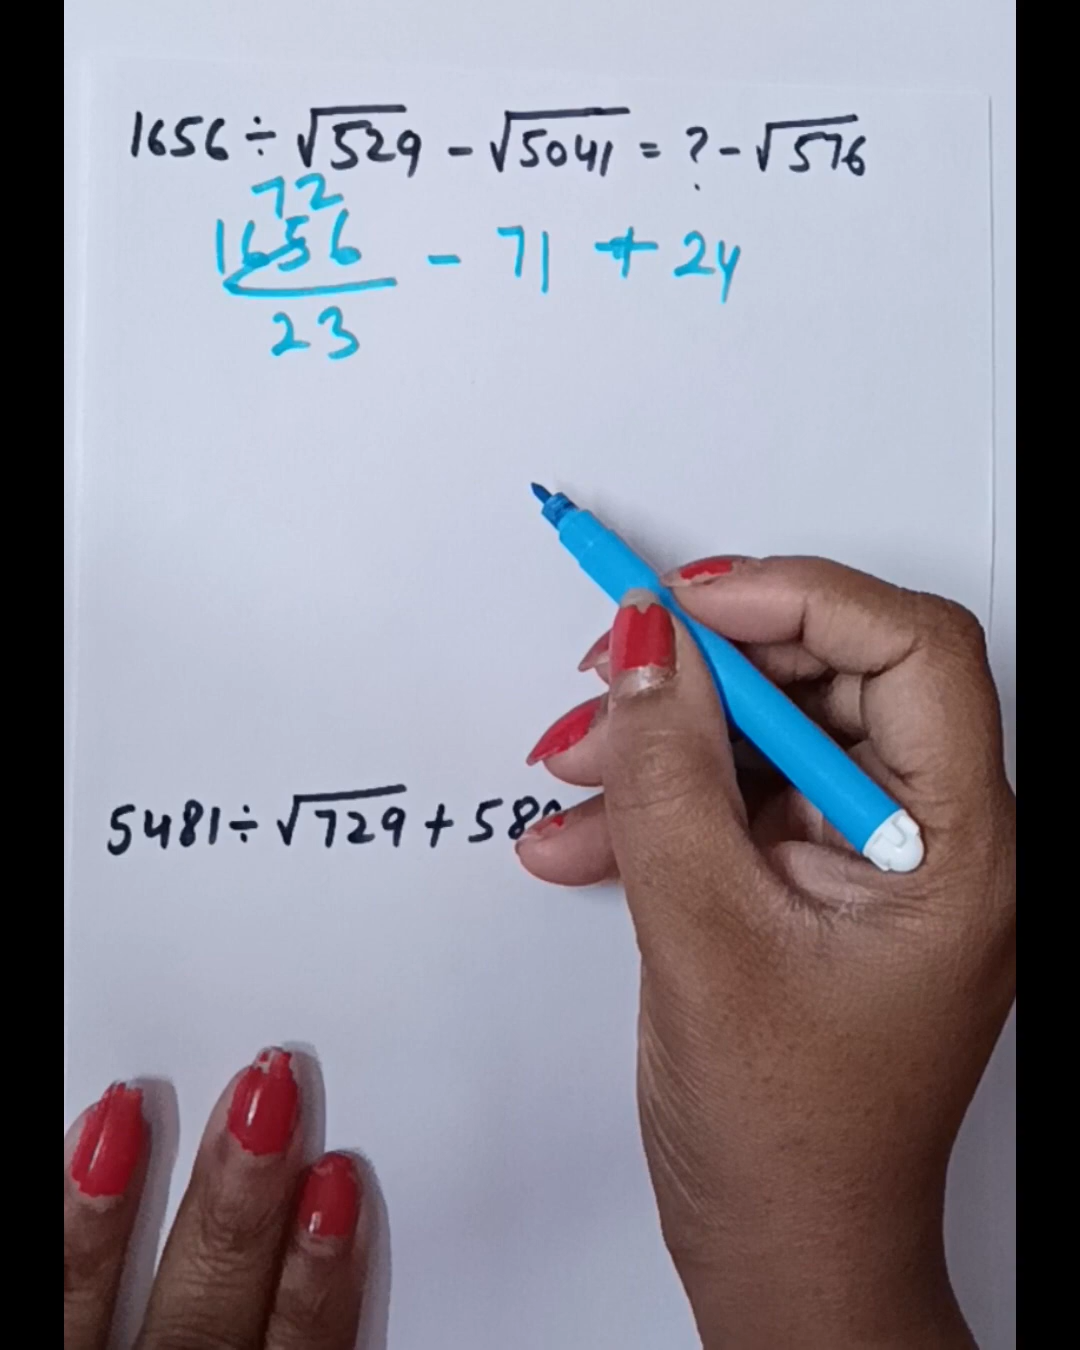 1656 ÷ √529 - √5041 = ? - √576
72
1656 - 71 + 24
23
5481 ÷ √729 + 58